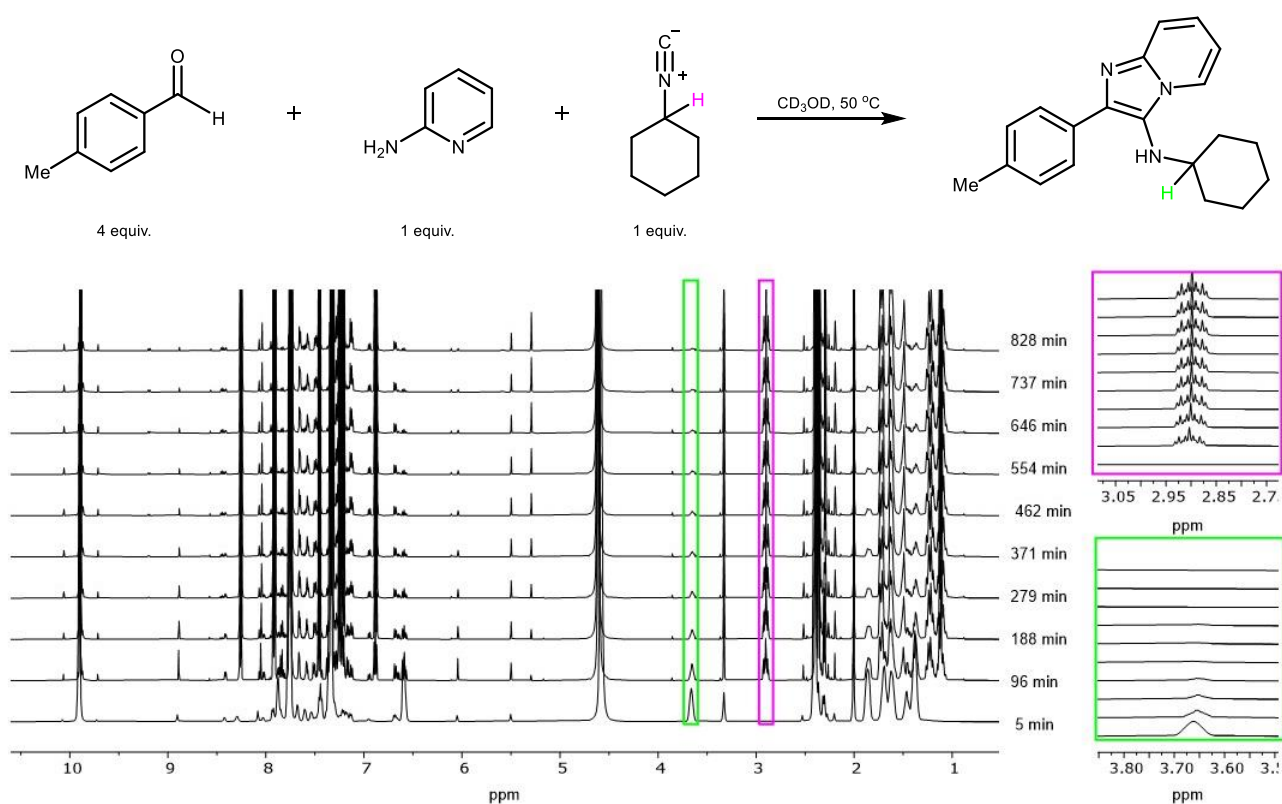 O
H
Me
4 equiv.
+
H₂N
N
1 equiv.
+
C⁻
N⁺
H
1 equiv.
CD₃OD, 50 °C
N
N
HN
H
Me
828 min
737 min
646 min
554 min
462 min
371 min
279 min
188 min
96 min
5 min
10 9 8 7 6 5 4 3 2 1
ppm
3.05 2.95 2.85 2.7
ppm
3.80 3.70 3.60
ppm